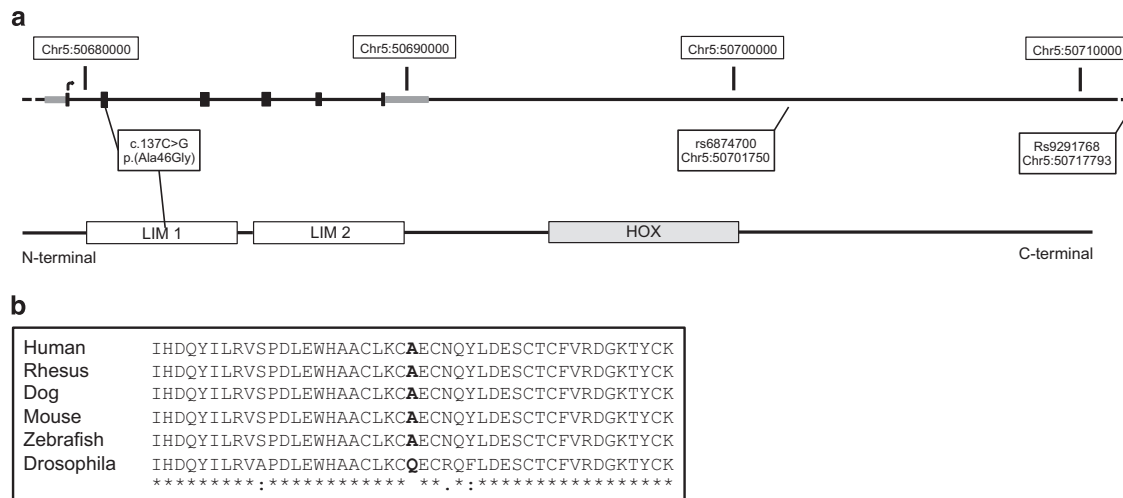 a
Chr5:50680000
Chr5:50690000
Chr5:50700000
Chr5:50710000
c.137C>G
p.(Ala46Gly)
rs6874700
Chr5:50701750
Rs9291768
Chr5:50717793
LIM 1
LIM 2
HOX
N-terminal
C-terminal
b
Human IHDQYILRVSPDLEWHAACLKCAECNQYLDESCTCFVRDGKTYCK
Rhesus IHDQYILRVSPDLEWHAACLKCAECNQYLDESCTCFVRDGKTYCK
Dog IHDQYILRVSPDLEWHAACLKCAECNQYLDESCTCFVRDGKTYCK
Mouse IHDQYILRVSPDLEWHAACLKCAECNQYLDESCTCFVRDGKTYCK
Zebrafish IHDQYILRVSPDLEWHAACLKCAECNQYLDESCTCFVRDGKTYCK
Drosophila IHDQYILRVAPDLEWHAACLKCQECRQFLDESCTCFVRDGKTYCK
*********:************ **.*:*****************